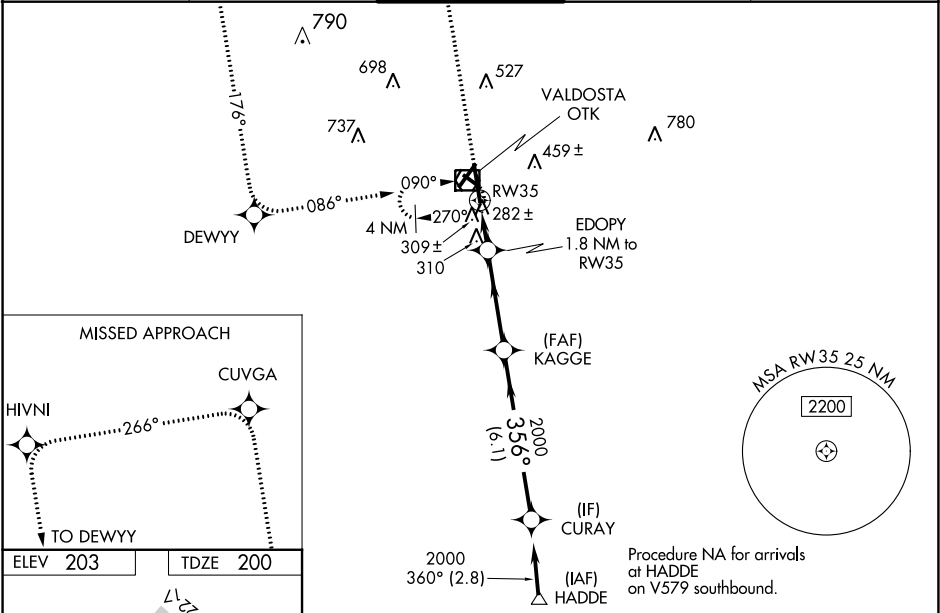 790
698
527
VALDOSTA
OTK
780
737
459 ±
176°
090°
RW35
086°
270°
282 ±
DEWYY
4 NM
309 ±
310
EDOPY
1.8 NM to
RW35
MISSED APPROACH
(FAF)
KAGGE
CUVGA
MSA RW35 25 NM
HIVNI
2200
266°
2000
356°
(6.1)
(IF)
CURAY
TO DEWYY
ELEV 203
TDZE 200
2000
360° (2.8)
(IAF)
HADDE
Procedure NA for arrivals
at HADDE
on V579 southbound.
217